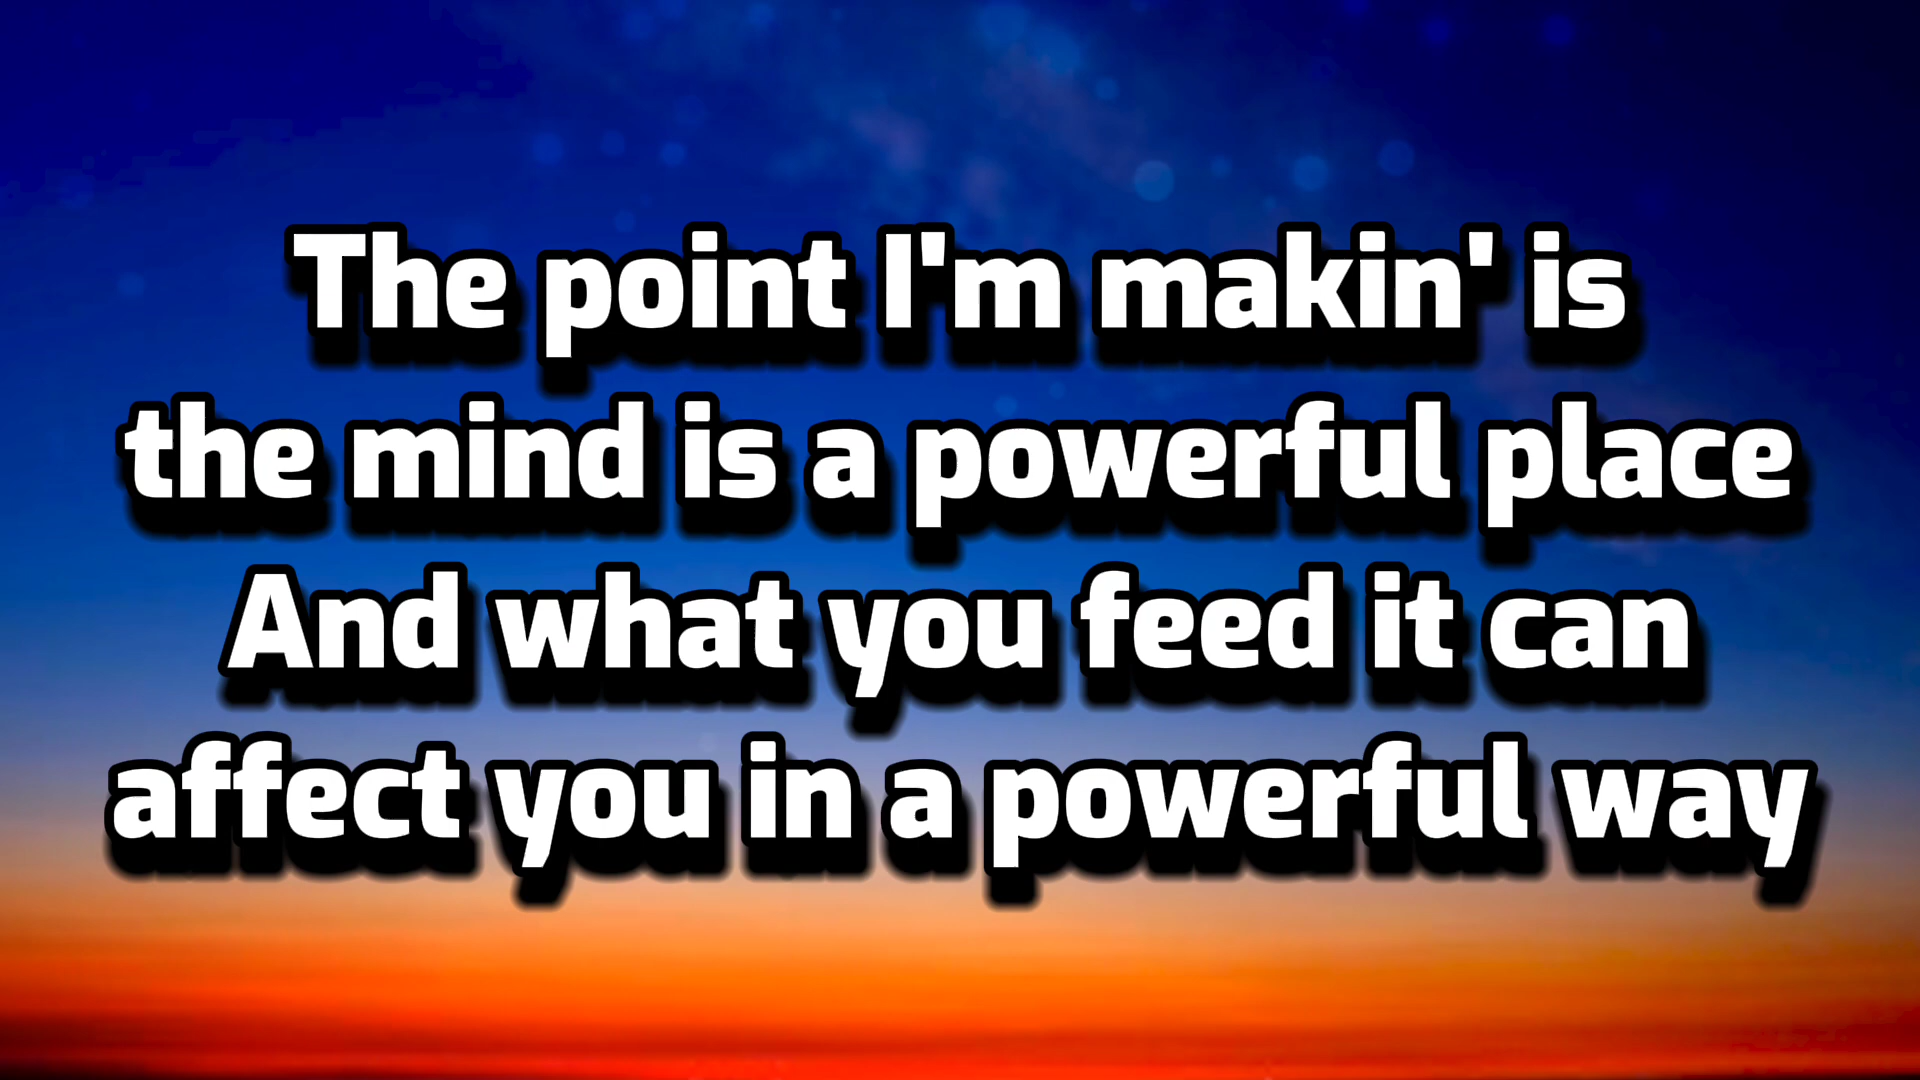 The point I'm makin' is
the mind is a powerful place
And what you feed it can
affect you in a powerful way